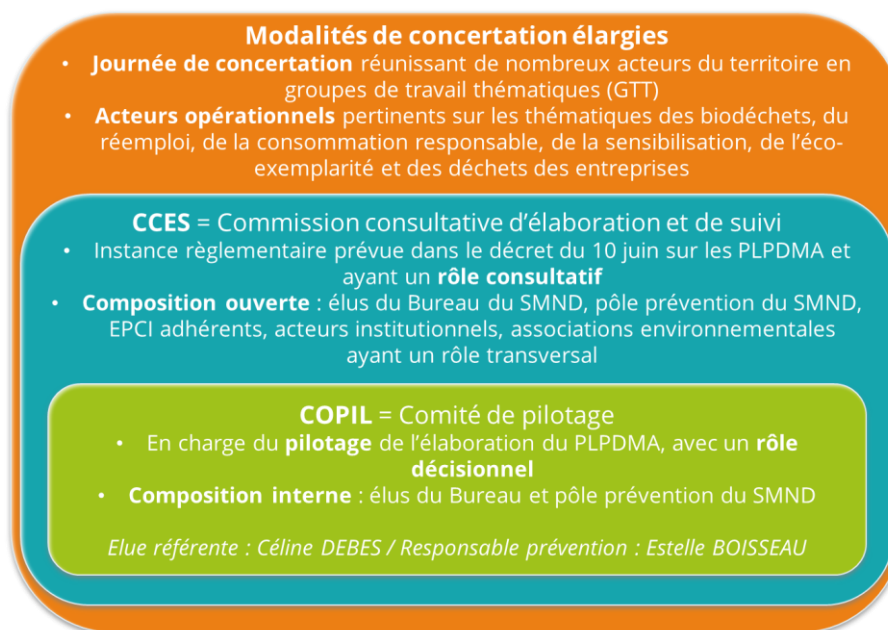 Modalités de concertation élargies
• Journée de concertation réunissant de nombreux acteurs du territoire en
groupes de travail thématiques (GTT)
• Acteurs opérationnels pertinents sur les thématiques des biodéchets, du
réemploi, de la consommation responsable, de la sensibilisation, de l'éco-
exemplarité et des déchets des entreprises
CCES = Commission consultative d'élaboration et de suivi
• Instance règlementaire prévue dans le décret du 10 juin sur les PLPDMA et
ayant un rôle consultatif
• Composition ouverte : élus du Bureau du SMND, pôle prévention du SMND,
EPCI adhérents, acteurs institutionnels, associations environnementales
ayant un rôle transversal
COPIL = Comité de pilotage
• En charge du pilotage de l'élaboration du PLPDMA, avec un rôle
décisionnel
• Composition interne : élus du Bureau et pôle prévention du SMND
Elue référente : Céline DEBES / Responsable prévention : Estelle BOISSEAU